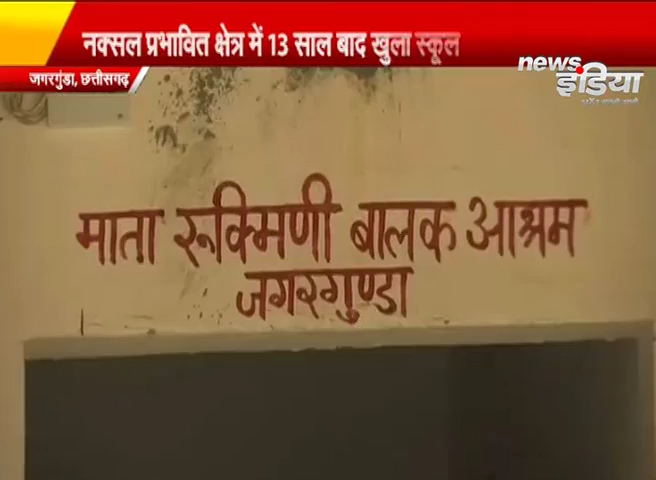 नक्सल प्रभावित क्षेत्र में 13 साल बाद खुला स्कूल
जगरगुंडा, छत्तीसगढ़
news
इंडिया
माता रूक्मिणी बालक आश्रम
जगरगुण्डा